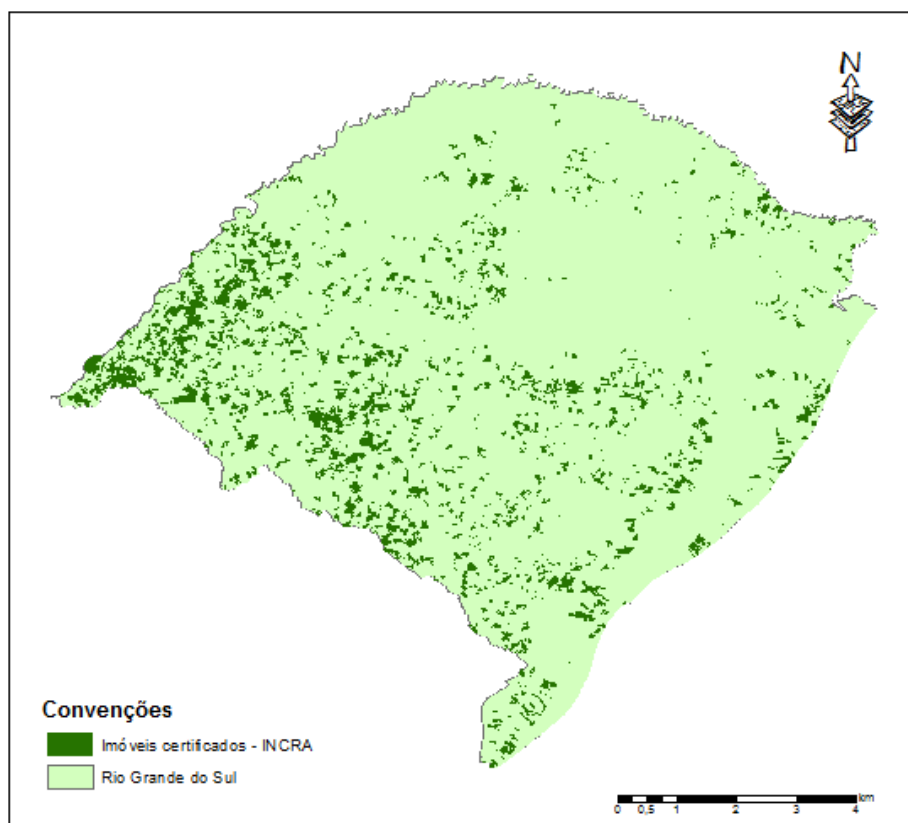 N
Convenções
Imóveis certificados - INCRA
Rio Grande do Sul
km
0 0,5 1 2 3 4